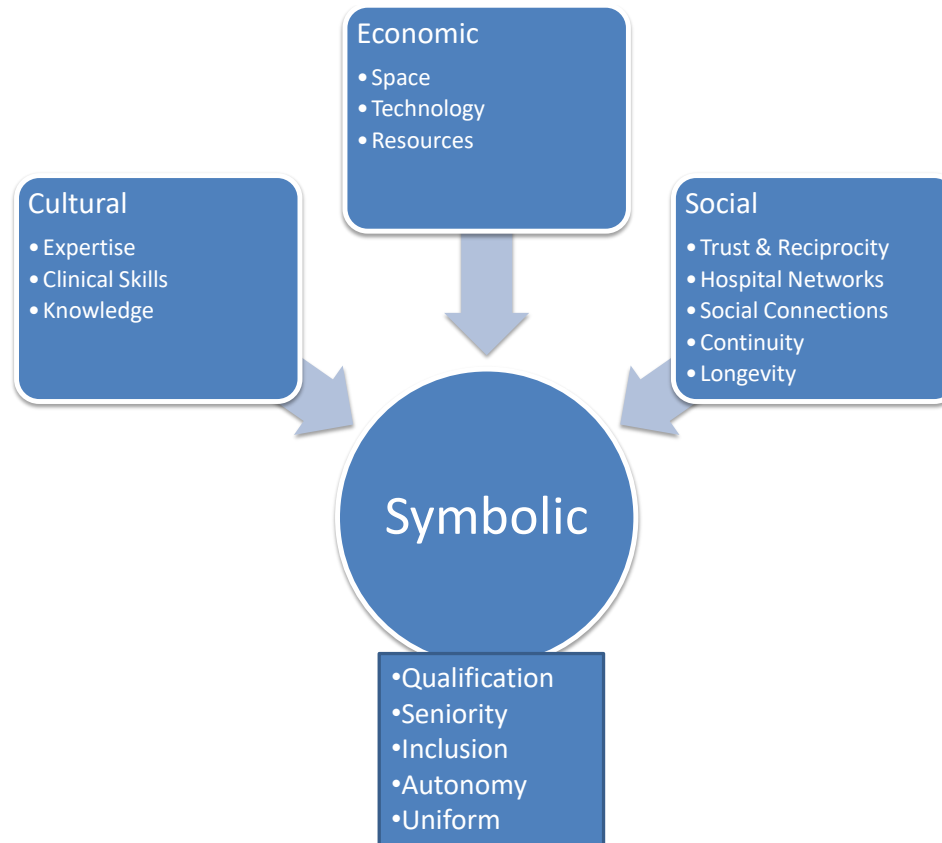 Economic
•Space
•Technology
•Resources
Cultural
•Expertise
•Clinical Skills
•Knowledge
Social
•Trust & Reciprocity
•Hospital Networks
•Social Connections
•Continuity
•Longevity
Symbolic
•Qualification
•Seniority
•Inclusion
•Autonomy
•Uniform